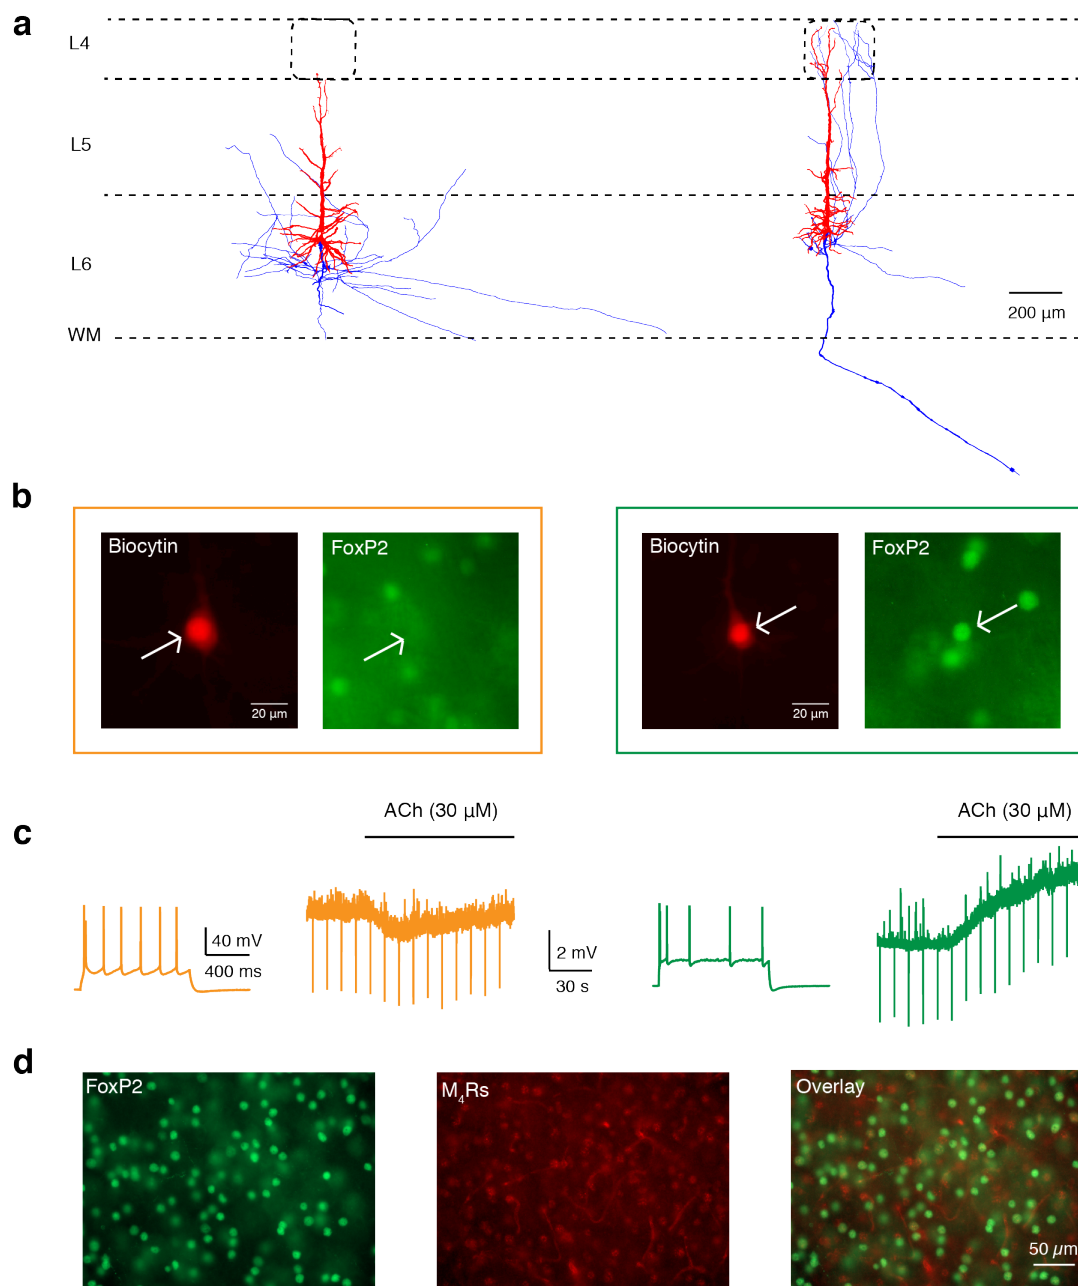 a
L4
L5
L6
WM
200 µm
b
Biocytin
20 µm
FoxP2
Biocytin
20 µm
FoxP2
c
ACh (30 µM)
40 mV
400 ms
2 mV
30 s
ACh (30 µM)
d
FoxP2
M₄Rs
Overlay
50 µm